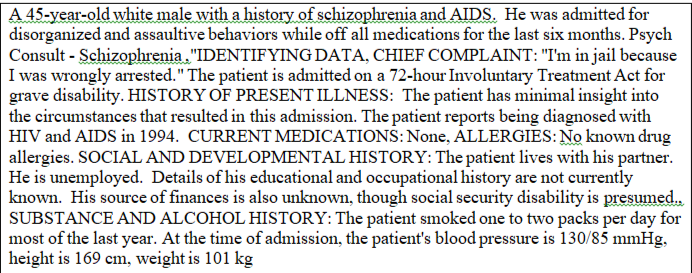 A 45-year-old white male with a history of schizophrenia and AIDS.  He was admitted for
disorganized and assaultive behaviors while off all medications for the last six months. Psych
Consult - Schizophrenia ,"IDENTIFYING DATA, CHIEF COMPLAINT: "I'm in jail because
I was wrongly arrested." The patient is admitted on a 72-hour Involuntary Treatment Act for
grave disability. HISTORY OF PRESENT ILLNESS:  The patient has minimal insight into
the circumstances that resulted in this admission. The patient reports being diagnosed with
HIV and AIDS in 1994.  CURRENT MEDICATIONS: None, ALLERGIES: No known drug
allergies. SOCIAL AND DEVELOPMENTAL HISTORY: The patient lives with his partner.
He is unemployed.  Details of his educational and occupational history are not currently
known.  His source of finances is also unknown, though social security disability is presumed.,
SUBSTANCE AND ALCOHOL HISTORY: The patient smoked one to two packs per day for
most of the last year. At the time of admission, the patient's blood pressure is 130/85 mmHg,
height is 169 cm, weight is 101 kg